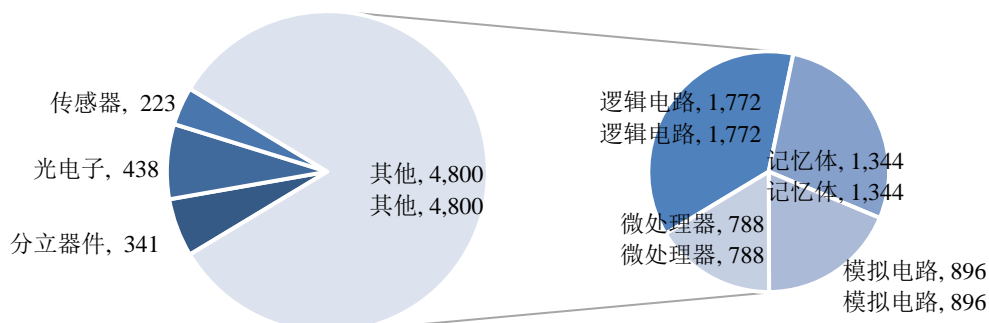 传感器, 223
光电子, 438
分立器件, 341
其他, 4,800
其他, 4,800
逻辑电路, 1,772
逻辑电路, 1,772
记忆体, 1,344
记忆体, 1,344
微处理器, 788
微处理器, 788
模拟电路, 896
模拟电路, 896